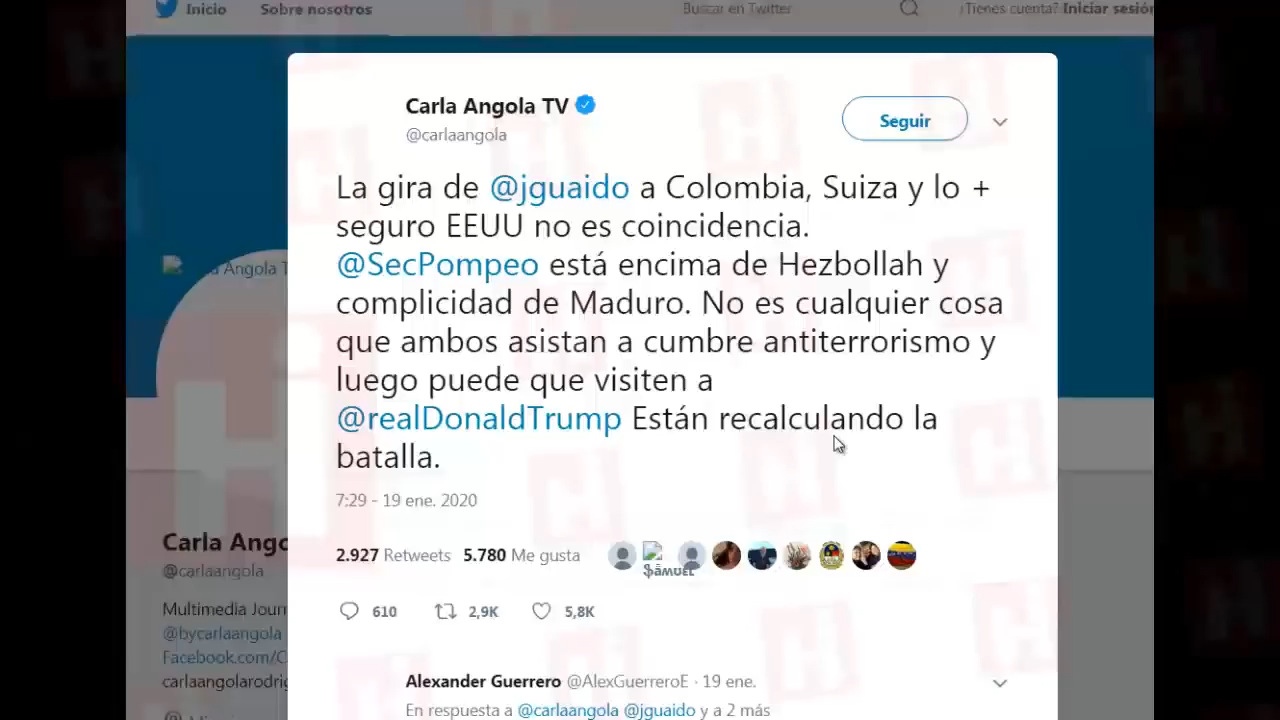 Inicio Sobre nosotros Buscar en Twitter ¿Tienes cuenta? Iniciar sesión
Carla Angola TV
@carlaangola
Seguir
La gira de @jguaido a Colombia, Suiza y lo +
seguro EEUU no es coincidencia.
@SecPompeo está encima de Hezbollah y
complicidad de Maduro. No es cualquier cosa
que ambos asistan a cumbre antiterrorismo y
luego puede que visiten a
@realDonaldTrump Están recalculando la
batalla.
7:29 - 19 ene. 2020
2.927 Retweets 5.780 Me gusta
610 2,9K 5,8K
Alexander Guerrero @AlexGuerreroE · 19 ene.
En respuesta a @carlaangola @jguaido y a 2 más
Angola T
Carla Ango
@carlaangola
Multimedia Jour
@bycarlaangola
Facebook.com/C
carlaangolarodrig